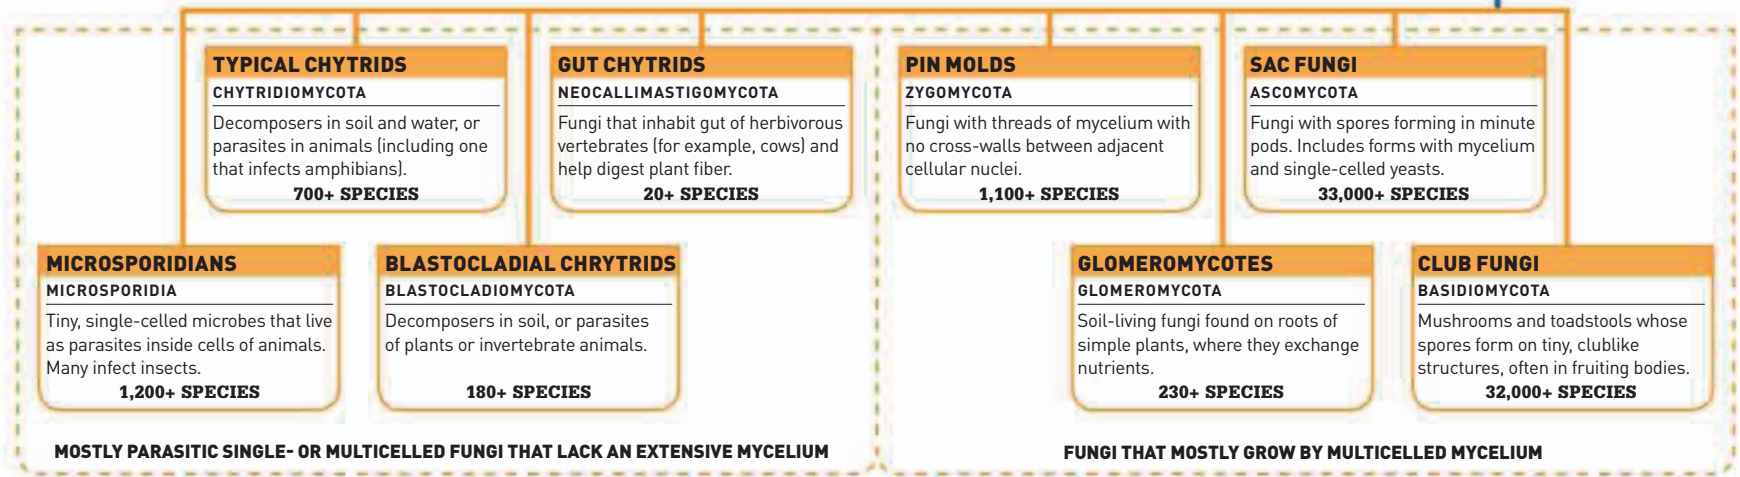 TYPICAL CHYTRIDS
CHYTRIDIOMYCOTA
Decomposers in soil and water, or
parasites in animals (including one
that infects amphibians).
700+ SPECIES
GUT CHYTRIDS
NEOCALLIMASTIGOMYCOTA
Fungi that inhabit gut of herbivorous
vertebrates (for example, cows) and
help digest plant fiber.
20+ SPECIES
PIN MOLDS
ZYGOMYCOTA
Fungi with threads of mycelium with
no cross-walls between adjacent
cellular nuclei.
1,100+ SPECIES
SAC FUNGI
ASCOMYCOTA
Fungi with spores forming in minute
pods. Includes forms with mycelium
and single-celled yeasts.
33,000+ SPECIES
MICROSPORIDIANS
MICROSPORIDIA
Tiny, single-celled microbes that live
as parasites inside cells of animals.
Many infect insects.
1,200+ SPECIES
BLASTOCLADIAL CHRYTRIDS
BLASTOCLADIOMYCOTA
Decomposers in soil, or parasites
of plants or invertebrate animals.
180+ SPECIES
GLOMEROMYCOTES
GLOMEROMYCOTA
Soil-living fungi found on roots of
simple plants, where they exchange
nutrients.
230+ SPECIES
CLUB FUNGI
BASIDIOMYCOTA
Mushrooms and toadstools whose
spores form on tiny, clublike
structures, often in fruiting bodies.
32,000+ SPECIES
MOSTLY PARASITIC SINGLE- OR MULTICELLED FUNGI THAT LACK AN EXTENSIVE MYCELIUM
FUNGI THAT MOSTLY GROW BY MULTICELLED MYCELIUM